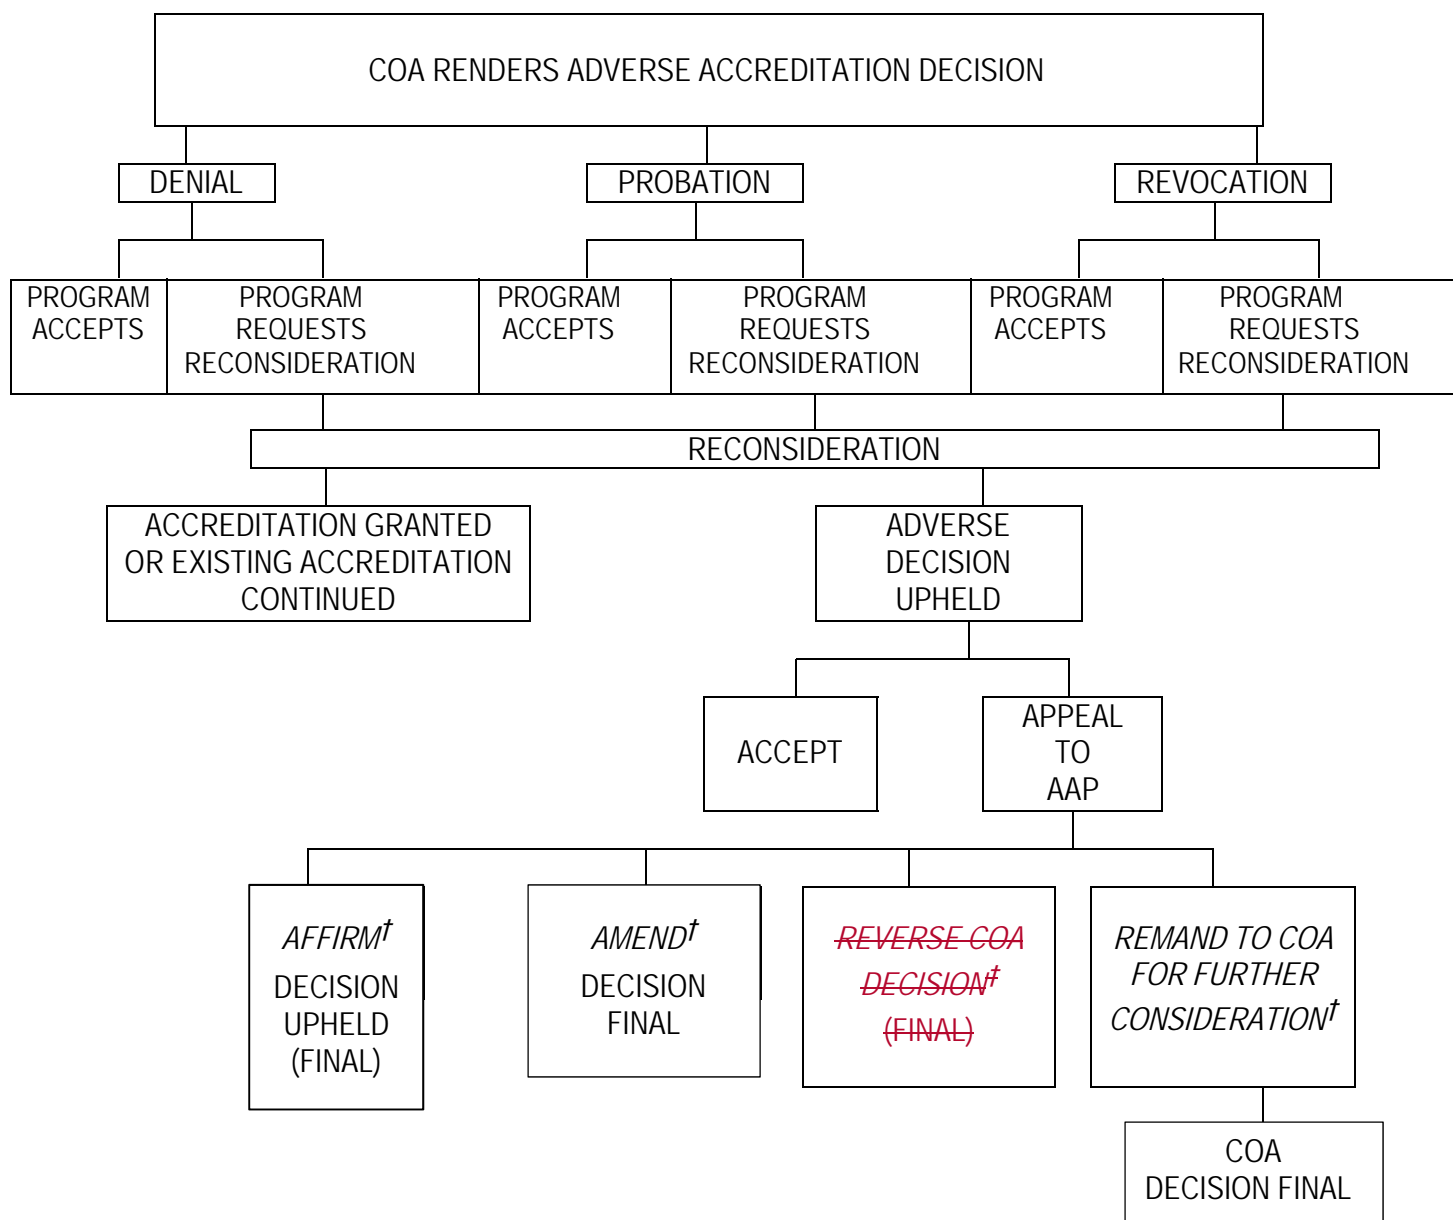 COA RENDERS ADVERSE ACCREDITATION DECISION
DENIAL
PROBATION
REVOCATION
PROGRAM
ACCEPTS
PROGRAM
REQUESTS
RECONSIDERATION
PROGRAM
ACCEPTS
PROGRAM
REQUESTS
RECONSIDERATION
PROGRAM
ACCEPTS
PROGRAM
REQUESTS
RECONSIDERATION
RECONSIDERATION
ACCREDITATION GRANTED
OR EXISTING ACCREDITATION
CONTINUED
ADVERSE
DECISION
UPHELD
ACCEPT
APPEAL
TO
AAP
AFFIRM†
DECISION
UPHELD
(FINAL)
AMEND†
DECISION
FINAL
REVERSE COA
DECISION†
(FINAL)
REMAND TO COA
FOR FURTHER
CONSIDERATION†
COA
DECISION FINAL